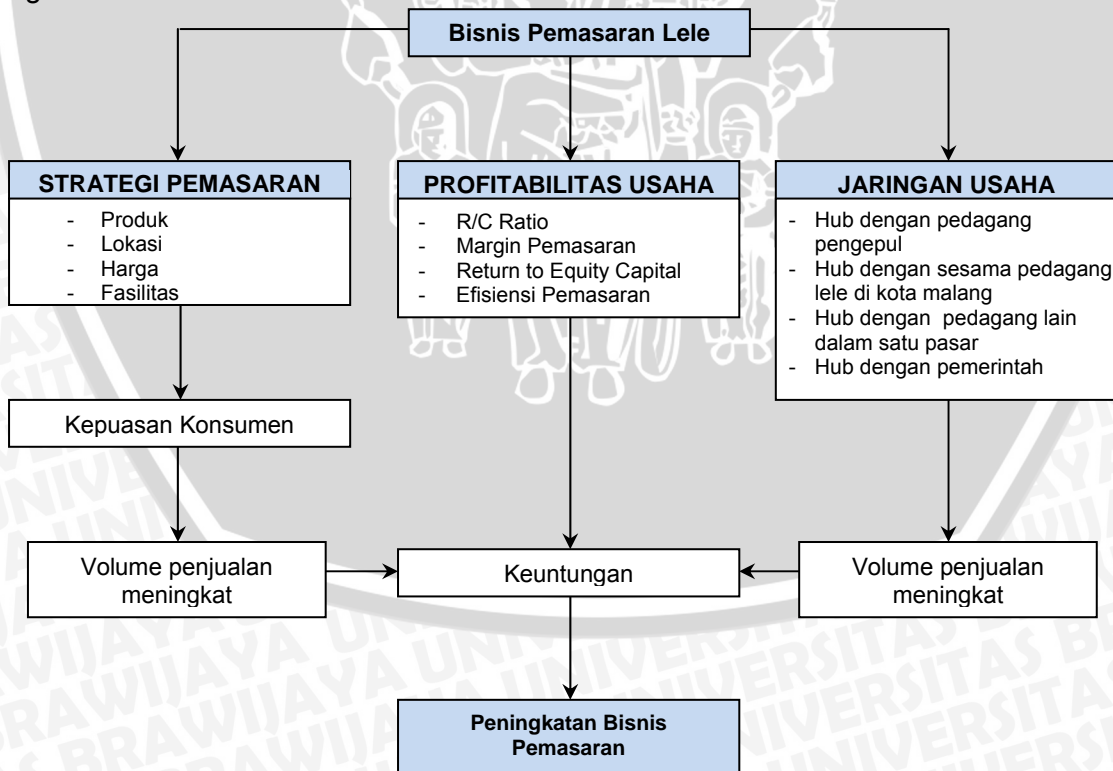 Bisnis Pemasaran Lele
STRATEGI PEMASARAN
- Produk
- Lokasi
- Harga
- Fasilitas
PROFITABILITAS USAHA
- R/C Ratio
- Margin Pemasaran
- Return to Equity Capital
- Efisiensi Pemasaran
JARINGAN USAHA
- Hub dengan pedagang
pengepul
- Hub dengan sesama pedagang
lele di kota malang
- Hub dengan pedagang lain
dalam satu pasar
- Hub dengan pemerintah
Kepuasan Konsumen
Volume penjualan
meningkat
Keuntungan
Volume penjualan
meningkat
Peningkatan Bisnis
Pemasaran